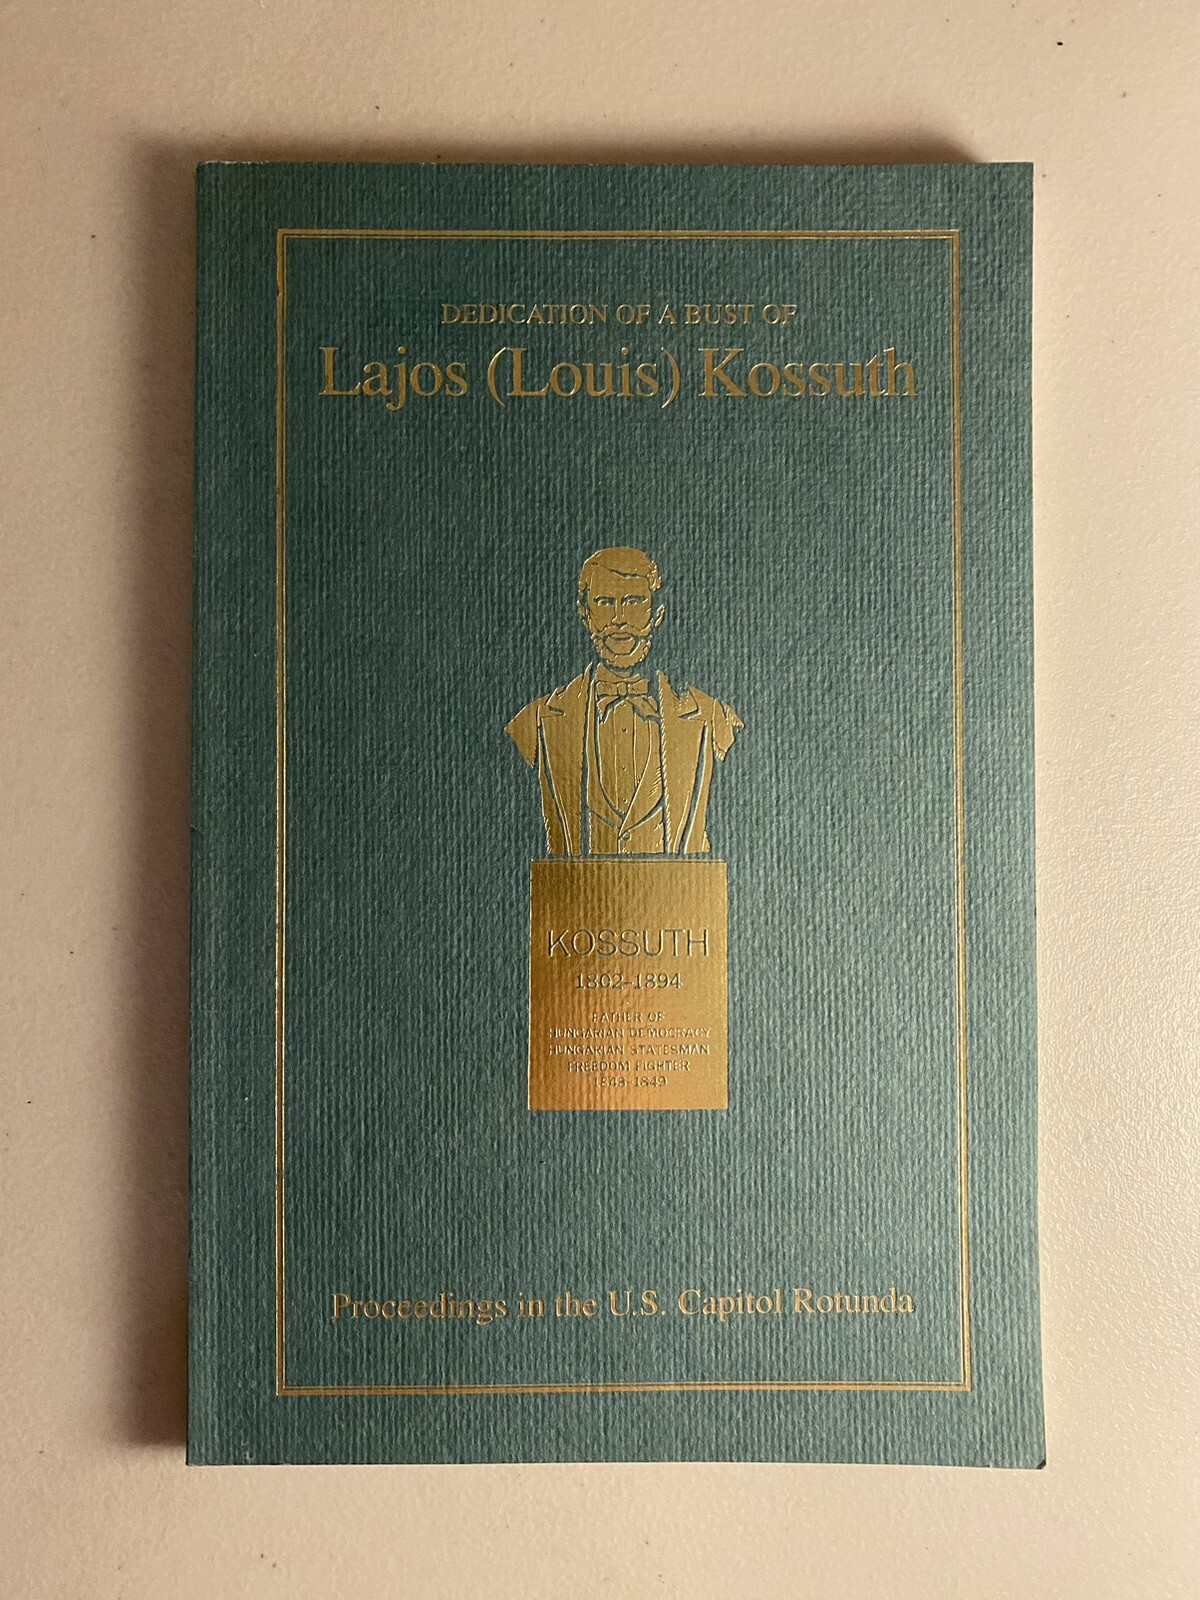 DEDICATION OF A BUST OF
Lajos (Louis) Kossuth
KOSSUTH
1802-1894
FATHER OF
HUNGARIAN DEMOCRACY
HUNGARIAN STATESMAN
FREEDOM FIGHTER
1848-1849
Proceedings in the U.S. Capitol Rotunda